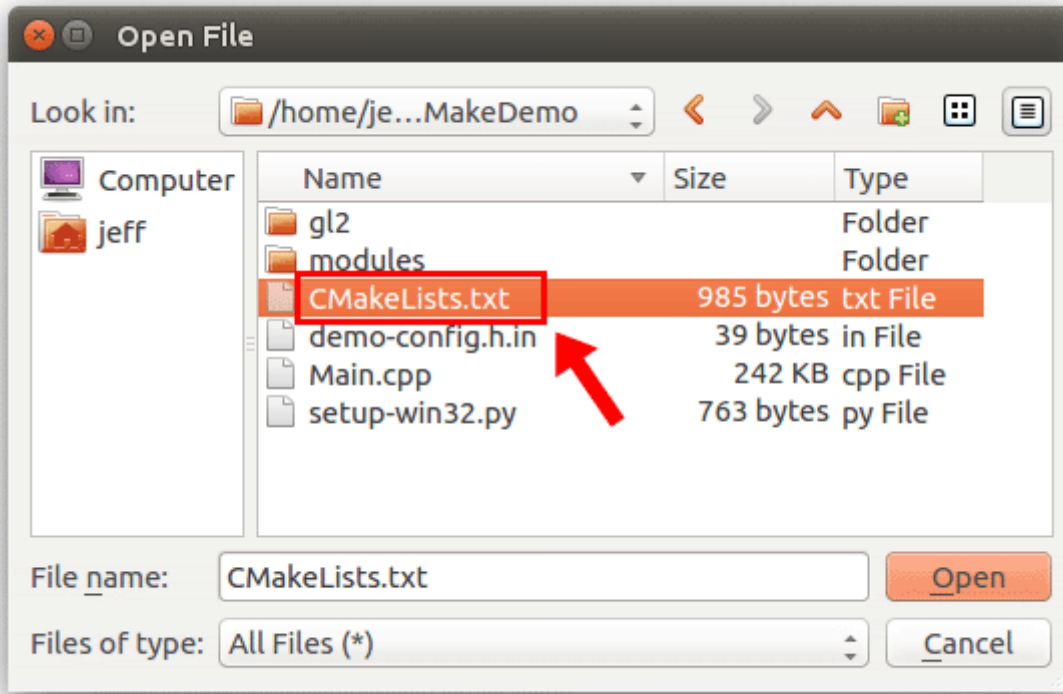 Open File
Look in: /home/je...MakeDemo
Computer
jeff
Name Size Type
gl2 Folder
modules Folder
CMakeLists.txt 985 bytes txt File
demo-config.h.in 39 bytes in File
Main.cpp 242 KB cpp File
setup-win32.py 763 bytes py File
File name: CMakeLists.txt Open
Files of type: All Files (*) Cancel